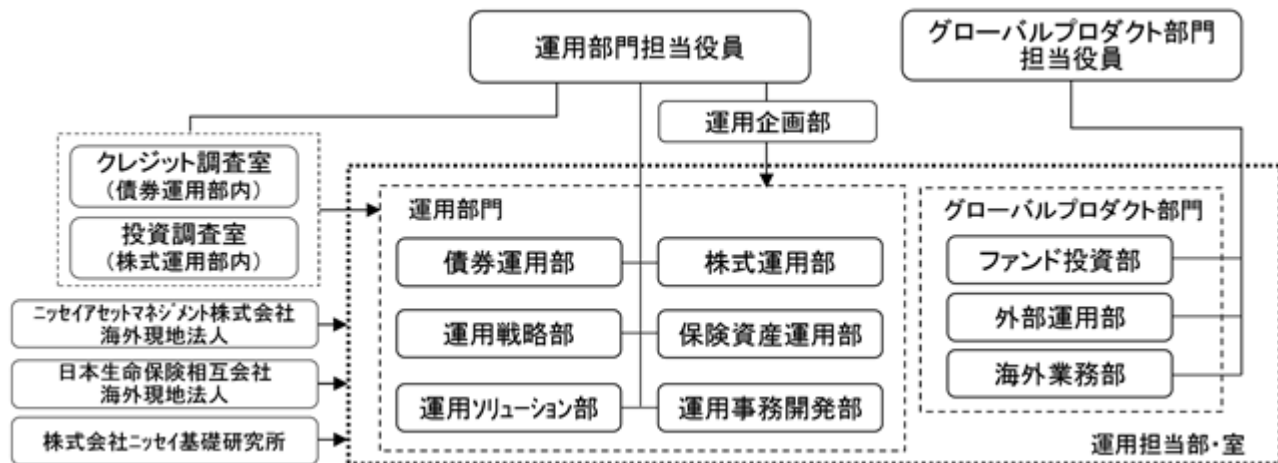 運用部門担当役員
グローバルプロダクト部門
担当役員
運用企画部
クレジット調査室
(債券運用部内)
投資調査室
(株式運用部内)
運用部門
債券運用部
株式運用部
運用戦略部
保険資産運用部
運用ソリューション部
運用事務開発部
グローバルプロダクト部門
ファンド投資部
外部運用部
海外業務部
ニッセイアセットマネジメント株式会社
海外現地法人
日本生命保険相互会社
海外現地法人
株式会社ニッセイ基礎研究所
運用担当部・室